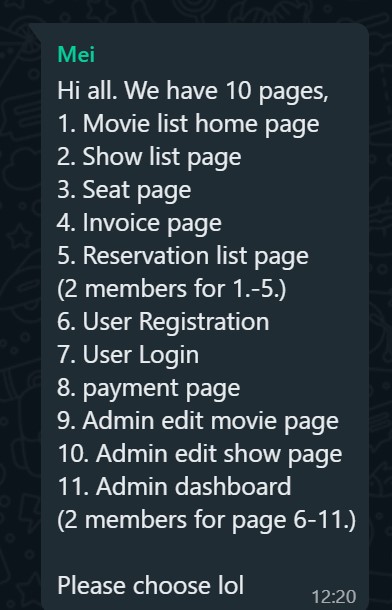 Mei
Hi all. We have 10 pages,
1. Movie list home page
2. Show list page
3. Seat page
4. Invoice page
5. Reservation list page
(2 members for 1.-5.)
6. User Registration
7. User Login
8. payment page
9. Admin edit movie page
10. Admin edit show page
11. Admin dashboard
(2 members for page 6-11.)
Please choose lol
12:20